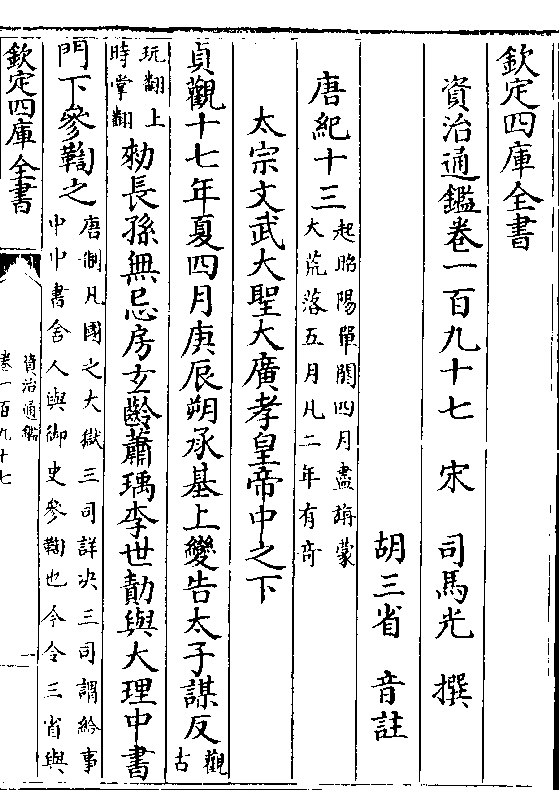 欽定四庫全書
資治通鑑卷一百九十七 宋 司馬光 撰
胡三省 音註
唐紀十三
起昭陽單閼四月盡旃蒙
大荒落五月凡二年有奇
太宗文武大聖大廣孝皇帝中之下
貞觀十七年夏四月庚辰朔承基上變告太子謀反
觀古
玩翻上
時掌翻
勅長孫無忌房玄齡蕭瑀李世勣與大理中書
門下參鞫之
唐制凡國之大獄三司詳決三司謂給事
中中書舍人與御史參鞫也今令三省與
欽定四庫全書
資治通鑑
卷一百九十七
一